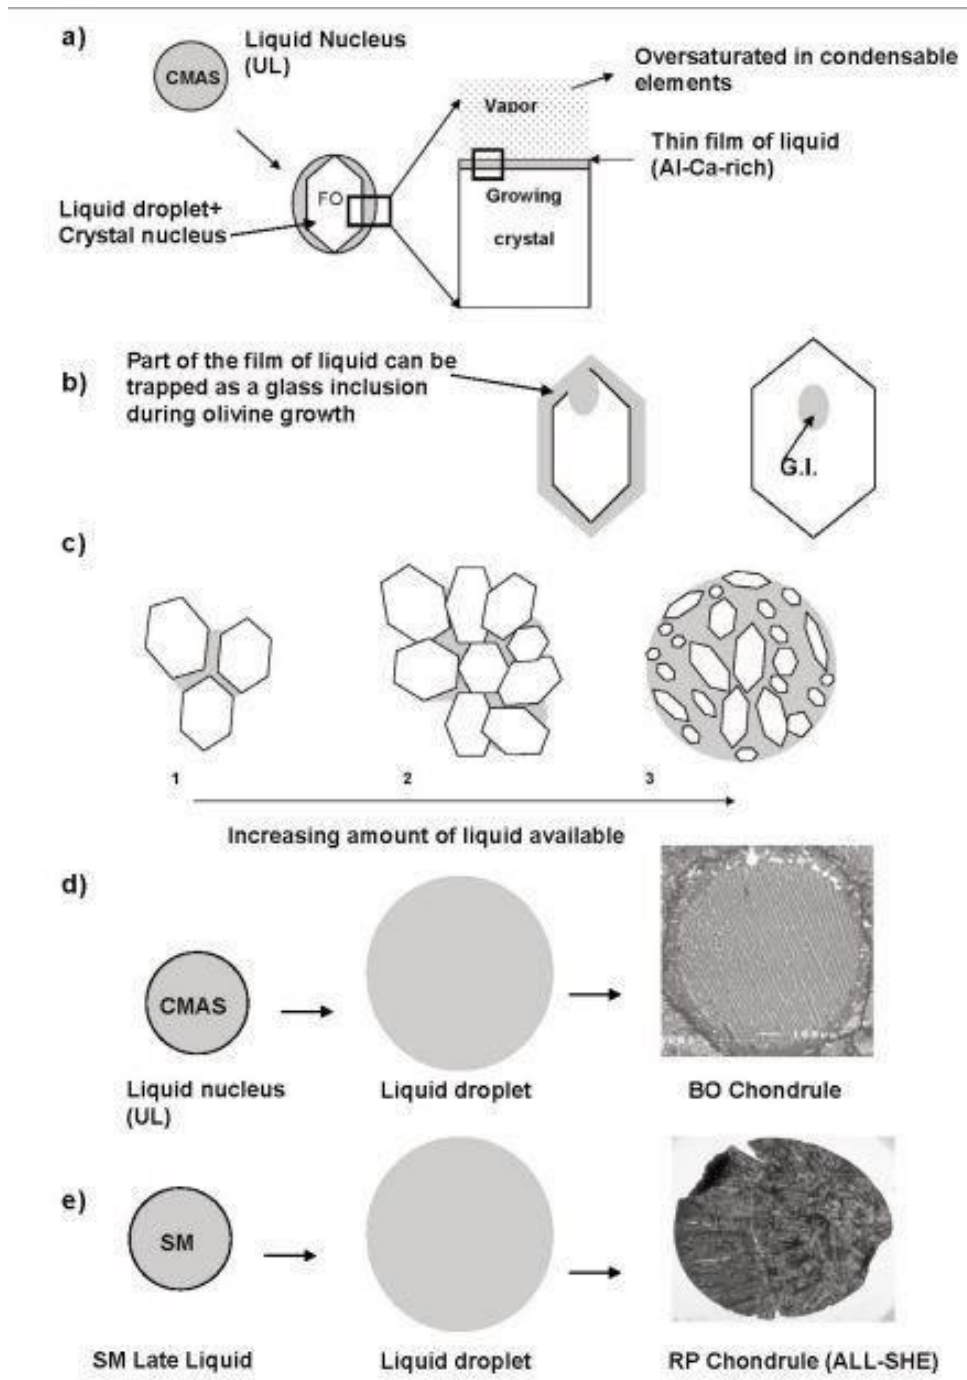 a)
Liquid Nucleus
(UL)
CMAS
Oversaturated in condensable
elements
Vapor
Thin film of liquid
(Al-Ca-rich)
FO
Growing
crystal
Liquid droplet+
Crystal nucleus
b)
Part of the film of liquid can be
trapped as a glass inclusion
during olivine growth
G.I.
c)
1
2
3
Increasing amount of liquid available
d)
CMAS
Liquid nucleus
(UL)
Liquid droplet
BO Chondrule
e)
SM
SM Late Liquid
Liquid droplet
RP Chondrule (ALL-SHE)